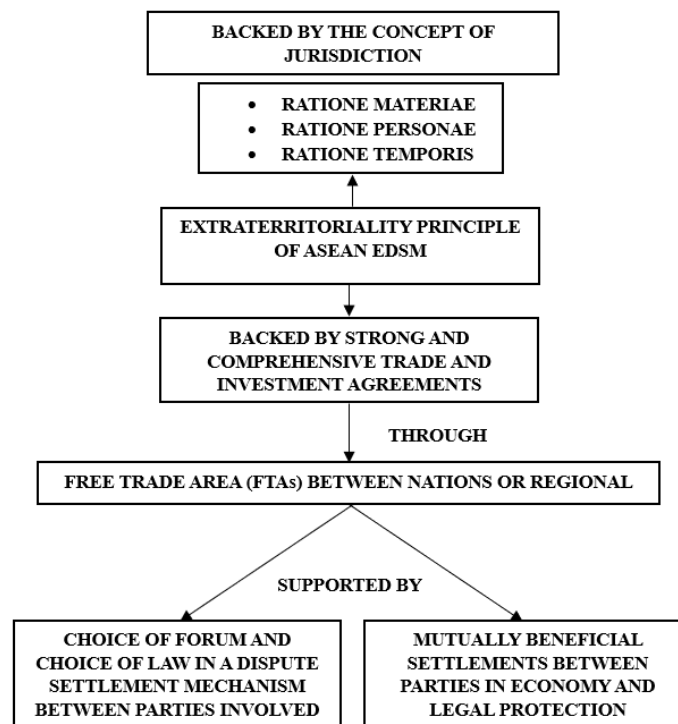 BACKED BY THE CONCEPT OF
JURISDICTION
• RATIONE MATERIAE
• RATIONE PERSONAE
• RATIONE TEMPORIS
EXTRATERRITORIALITY PRINCIPLE
OF ASEAN EDSM
BACKED BY STRONG AND
COMPREHENSIVE TRADE AND
INVESTMENT AGREEMENTS
THROUGH
FREE TRADE AREA (FTAs) BETWEEN NATIONS OR REGIONAL
SUPPORTED BY
CHOICE OF FORUM AND
CHOICE OF LAW IN A DISPUTE
SETTLEMENT MECHANISM
BETWEEN PARTIES INVOLVED
MUTUALLY BENEFICIAL
SETTLEMENTS BETWEEN
PARTIES IN ECONOMY AND
LEGAL PROTECTION